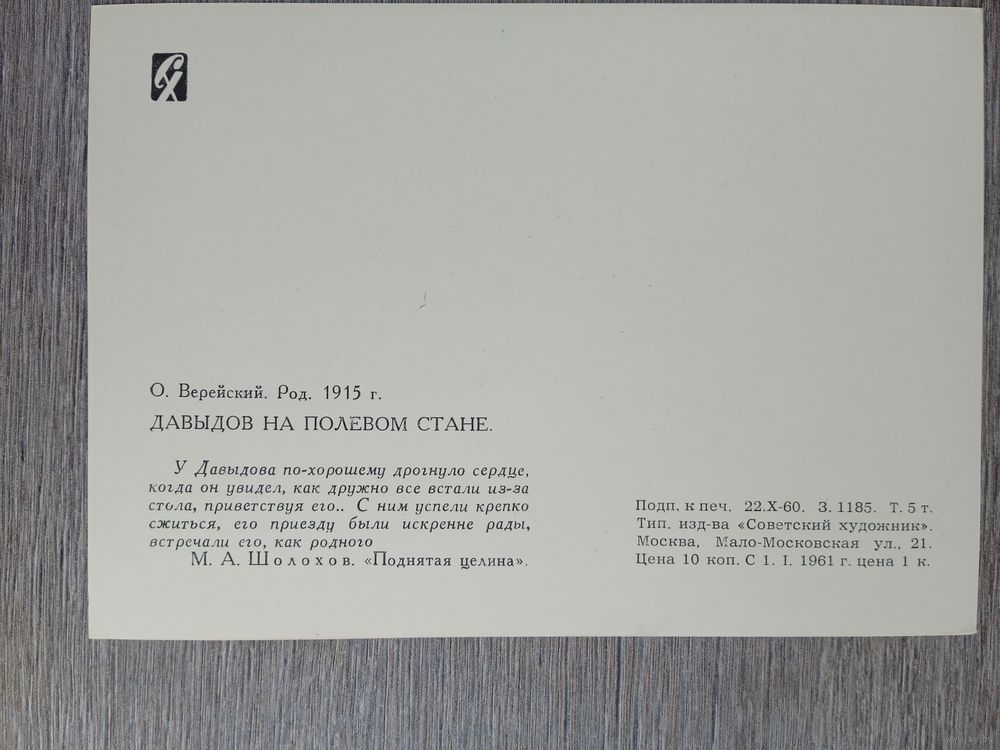 СХ
О. Верейский. Род. 1915 г.
ДАВЫДОВ НА ПОЛЕВОМ СТАНЕ.
У Давыдова по-хорошему дрогнуло сердце,
когда он увидел, как дружно все встали из-за
стола, приветствуя его.. С ним успели крепко
сжиться, его приезду были искренне рады,
встречали его, как родного
М. А. Шолохов. «Поднятая целина».
Подп. к печ. 22.X-60. З. 1185. Т. 5 т.
Тип. изд-ва «Советский художник».
Москва, Мало-Московская ул., 21.
Цена 10 коп. С 1. I. 1961 г. цена 1 к.